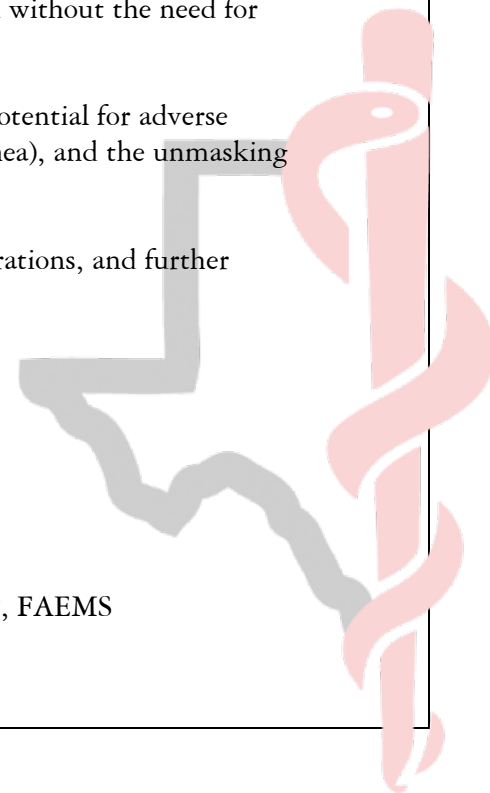 without the need for
otential for adverse
nea), and the unmasking
rations, and further
, FAEMS